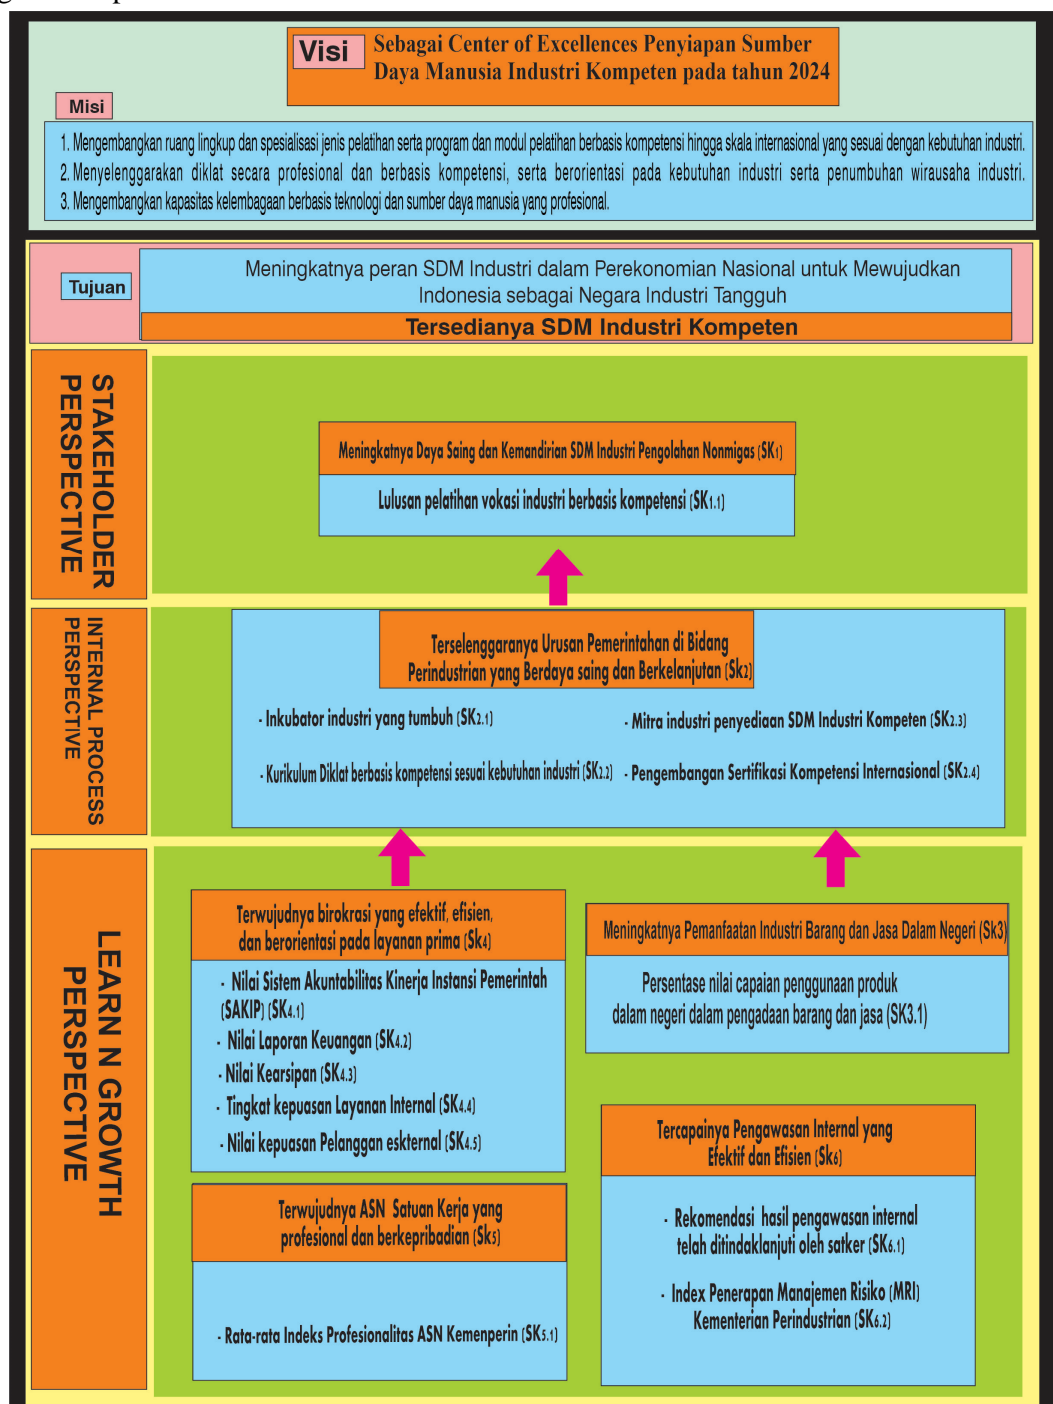 Visi
Sebagai Center of Excellences Penyiapan Sumber
Daya Manusia Industri Kompeten pada tahun 2024
Misi
1. Mengembangkan ruang lingkup dan spesialisasi jenis pelatihan serta program dan modul pelatihan berbasis kompetensi hingga skala internasional yang sesuai dengan kebutuhan industri.
2. Menyelenggarakan diklat secara profesional dan berbasis kompetensi, serta berorientasi pada kebutuhan industri serta penumbuhan wirausaha industri.
3. Mengembangkan kapasitas kelembagaan berbasis teknologi dan sumber daya manusia yang profesional.
Tujuan
Meningkatnya peran SDM Industri dalam Perekonomian Nasional untuk Mewujudkan
Indonesia sebagai Negara Industri Tangguh
Tersedianya SDM Industri Kompeten
STAKEHOLDER
PERSPECTIVE
Meningkatnya Daya Saing dan Kemandirian SDM Industri Pengolahan Nonmigas (SK1)
Lulusan pelatihan vokasi industri berbasis kompetensi (SK1.1)
INTERNAL PROCESS
PERSPECTIVE
Terselenggaranya Urusan Pemerintahan di Bidang
Perindustrian yang Berdaya saing dan Berkelanjutan (Sk2)
- Inkubator industri yang tumbuh (SK2.1)
- Kurikulum Diklat berbasis kompetensi sesuai kebutuhan industri (SK2.2)
- Mitra industri penyediaan SDM Industri Kompeten (SK2.3)
- Pengembangan Sertifikasi Kompetensi Internasional (SK2.4)
LEARN N GROWTH
PERSPECTIVE
Terwujudnya birokrasi yang efektif, efisien,
dan berorientasi pada layanan prima (Sk4)
- Nilai Sistem Akuntabilitas Kinerja Instansi Pemerintah
(SAKIP) (SK4.1)
- Nilai Laporan Keuangan (SK4.2)
- Nilai Kearsipan (SK4.3)
- Tingkat kepuasan Layanan Internal (SK4.4)
- Nilai kepuasan Pelanggan eskternal (SK4.5)
Meningkatnya Pemanfaatan Industri Barang dan Jasa Dalam Negeri (Sk3)
Persentase nilai capaian penggunaan produk
dalam negeri dalam pengadaan barang dan jasa (SK3.1)
Terwujudnya ASN Satuan Kerja yang
profesional dan berkepribadian (Sk5)
- Rata-rata Indeks Profesionalitas ASN Kemenperin (SK5.1)
Tercapainya Pengawasan Internal yang
Efektif dan Efisien (Sk6)
- Rekomendasi hasil pengawasan internal
telah ditindaklanjuti oleh satker (SK6.1)
- Index Penerapan Manajemen Risiko (MRI)
Kementerian Perindustrian (SK6.2)